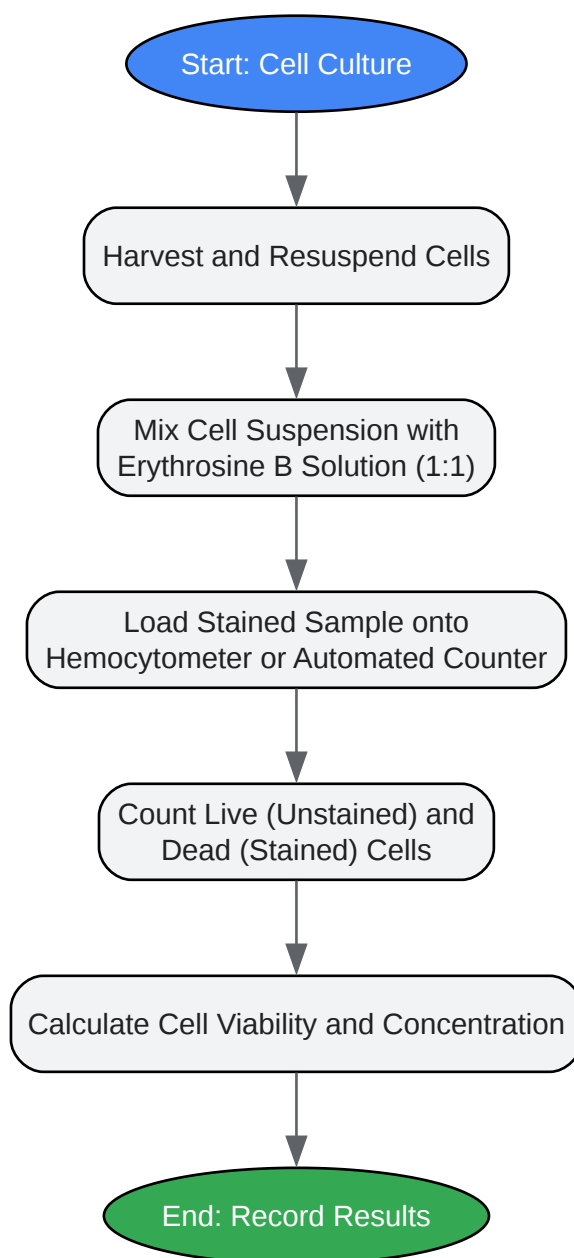 Start: Cell Culture
Harvest and Resuspend Cells
Mix Cell Suspension with
Erythrosine B Solution (1:1)
Load Stained Sample onto
Hemocytometer or Automated Counter
Count Live (Unstained) and
Dead (Stained) Cells
Calculate Cell Viability and Concentration
End: Record Results